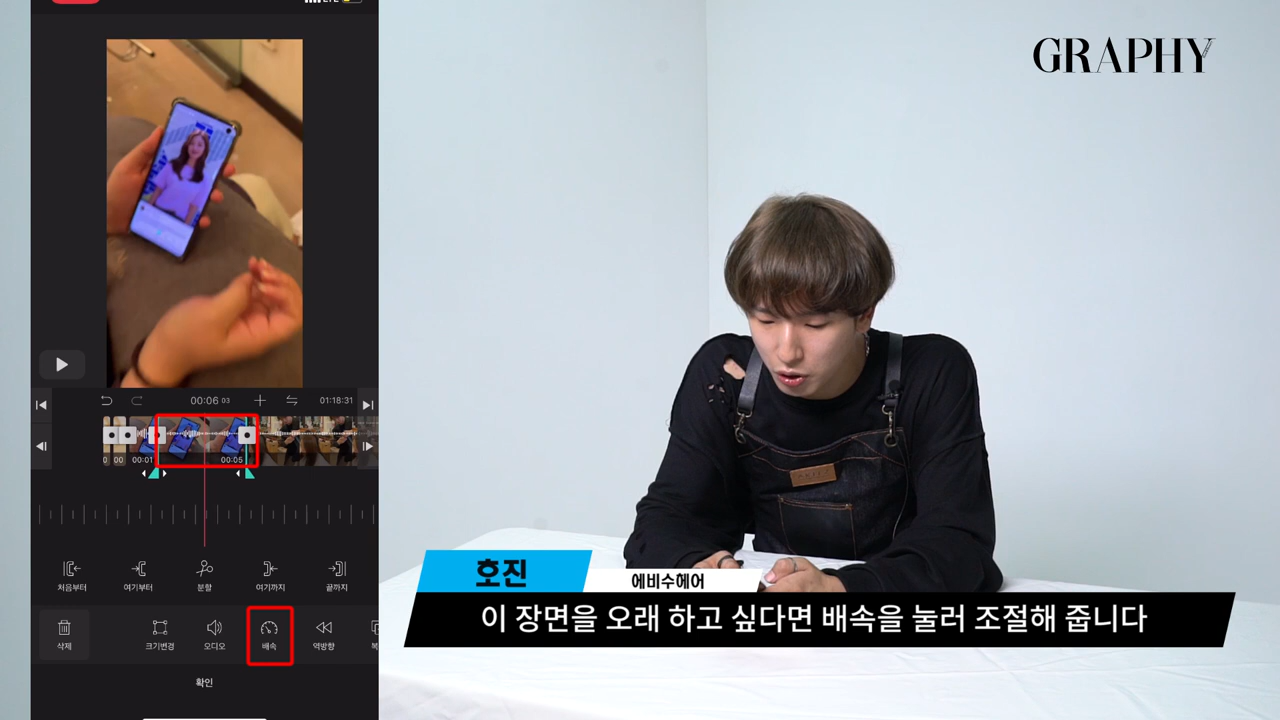 GRAPHY
00:06 03
01:18:31
0
00
00:01
00:05
처음부터
여기부터
분할
여기까지
끝까지
삭제
크기변경
오디오
배속
역방향
확인
호진
에비수헤어
이 장면을 오래 하고 싶다면 배속을 눌러 조절해 줍니다